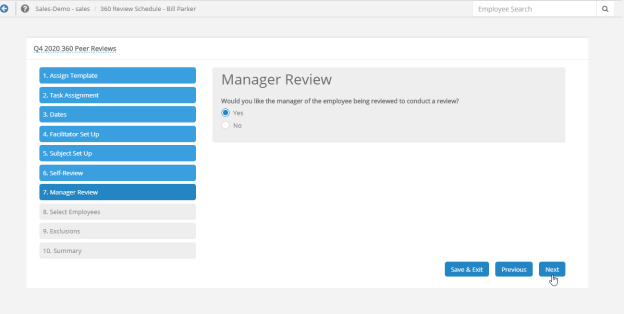 Sales-Demo - sales / 360 Review Schedule - Bill Parker
Employee Search
Q4 2020 360 Peer Reviews
1. Assign Template
2. Task Assignment
3. Dates
4. Facilitator Set Up
5. Subject Set Up
6. Self-Review
7. Manager Review
8. Select Employees
9. Exclusions
10. Summary
Manager Review
Would you like the manager of the employee being reviewed to conduct a review?
Yes
No
Save & Exit
Previous
Next